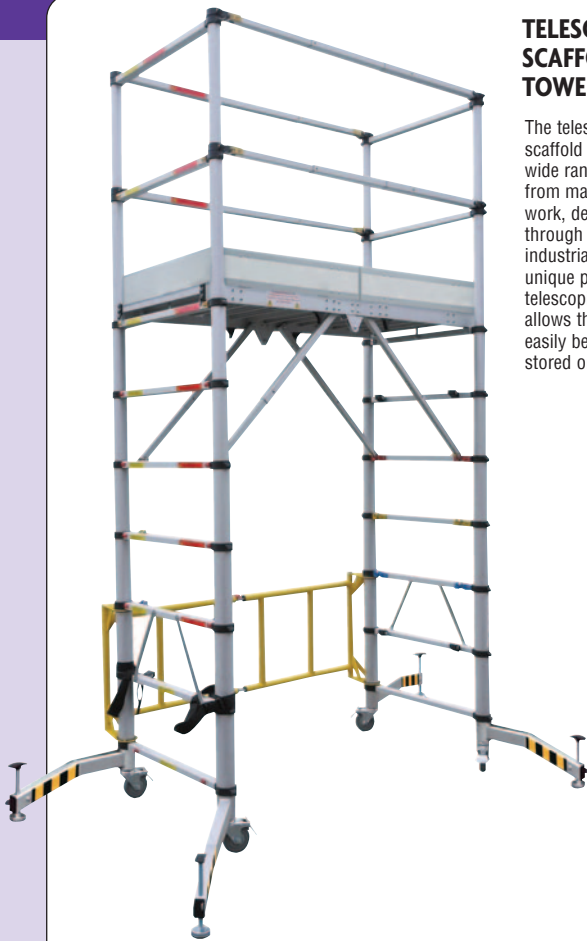 TELESC
SCAFFO
TOWE
The teles
scaffold
wide ran
from ma
work, de
through
industria
unique p
telescop
allows th
easily be
stored o